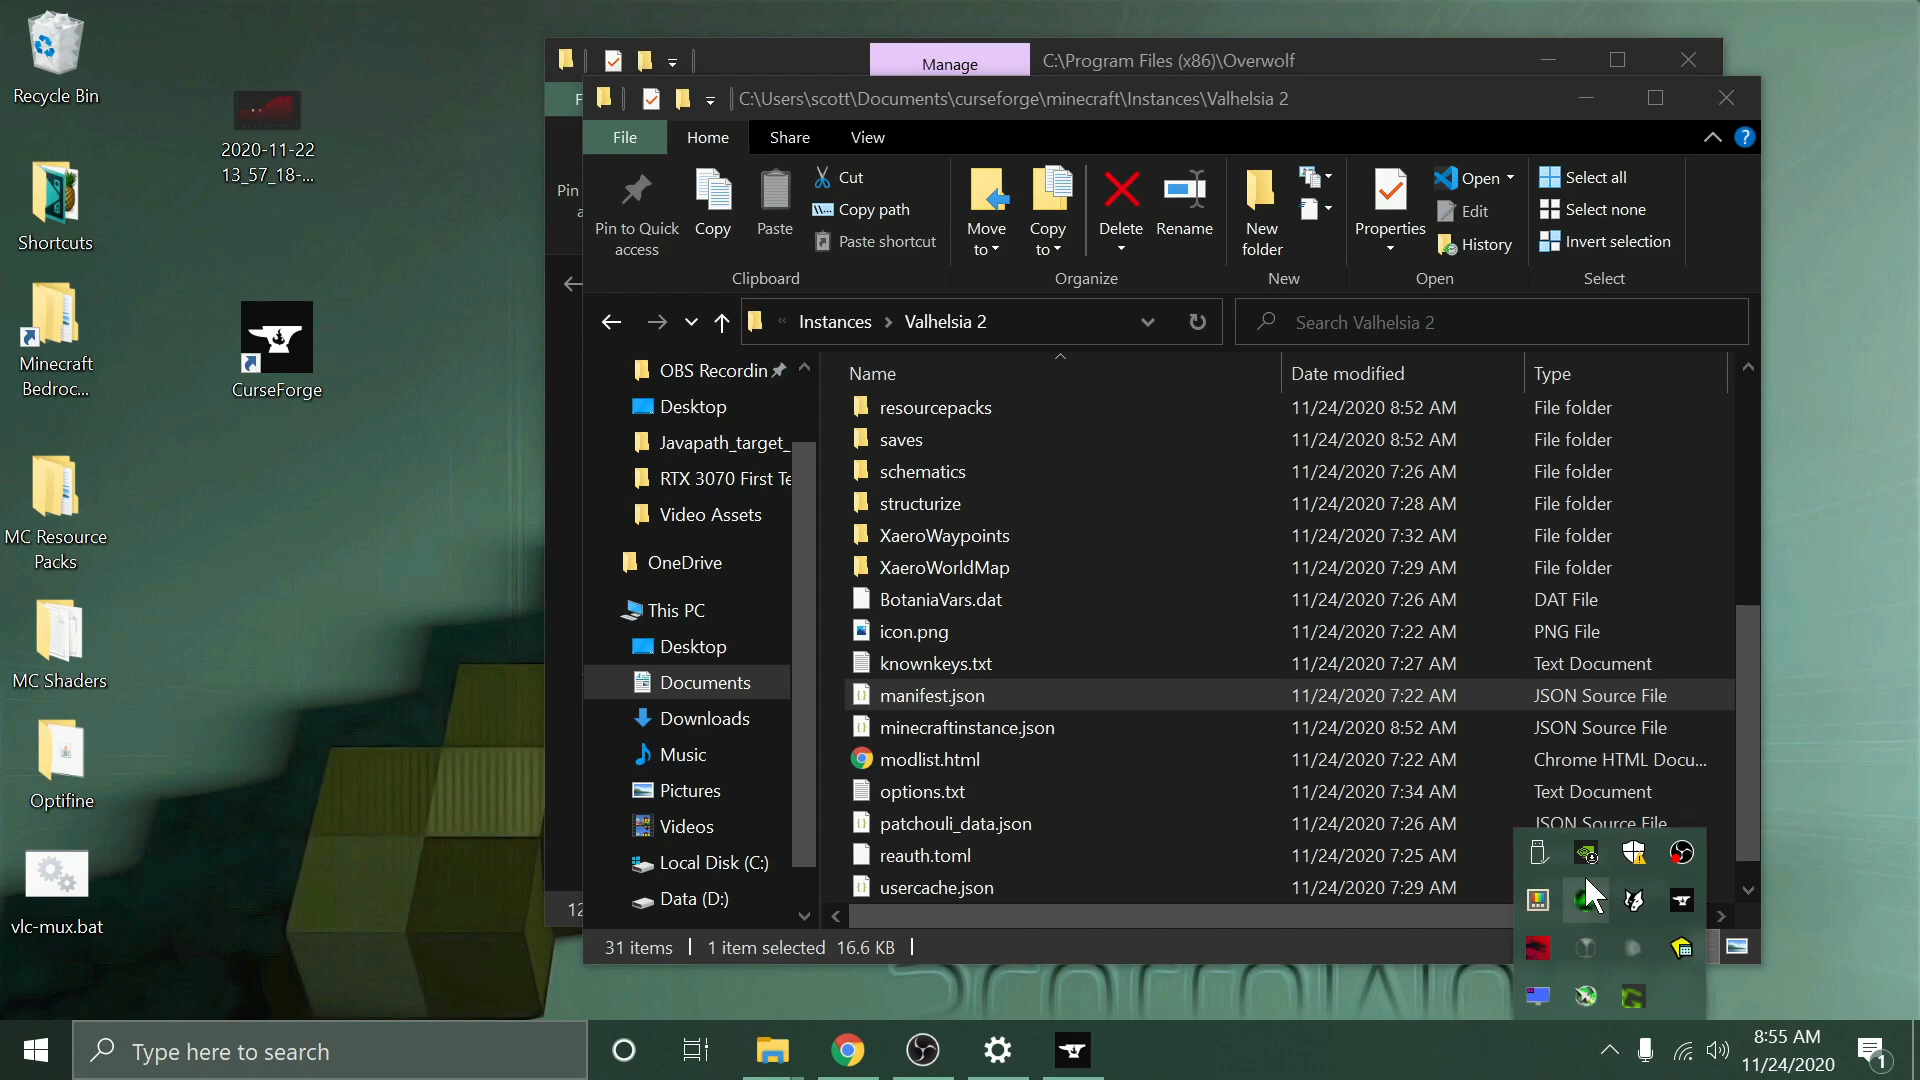 Recycle Bin
2020-11-22
13_57_18-...
Shortcuts
Minecraft
Bedroc...
CurseForge
MC Resource
Packs
MC Shaders
Optifine
vlc-mux.bat
Manage
C:\Program Files (x86)\Overwolf
F
Pin
a
12
C:\Users\scott\Documents\curseforge\minecraft\Instances\Valhelsia 2
File Home Share View
Pin to Quick
access
Copy
Paste
Cut
Copy path
Paste shortcut
Clipboard
Move
to
Copy
to
Delete
Rename
Organize
New
folder
New
Properties
Open
Edit
History
Open
Select all
Select none
Invert selection
Select
« Instances > Valhelsia 2
Search Valhelsia 2
OBS Recordin
Desktop
Javapath_target_
RTX 3070 First Te
Video Assets
OneDrive
This PC
Desktop
Documents
Downloads
Music
Pictures
Videos
Local Disk (C:)
Data (D:)
Name Date modified Type
resourcepacks 11/24/2020 8:52 AM File folder
saves 11/24/2020 8:52 AM File folder
schematics 11/24/2020 7:26 AM File folder
structurize 11/24/2020 7:28 AM File folder
XaeroWaypoints 11/24/2020 7:32 AM File folder
XaeroWorldMap 11/24/2020 7:29 AM File folder
BotaniaVars.dat 11/24/2020 7:26 AM DAT File
icon.png 11/24/2020 7:22 AM PNG File
knownkeys.txt 11/24/2020 7:27 AM Text Document
manifest.json 11/24/2020 7:22 AM JSON Source File
minecraftinstance.json 11/24/2020 8:52 AM JSON Source File
modlist.html 11/24/2020 7:22 AM Chrome HTML Docu...
options.txt 11/24/2020 7:34 AM Text Document
patchouli_data.json 11/24/2020 7:26 AM JSON Source File
reauth.toml 11/24/2020 7:25 AM
usercache.json 11/24/2020 7:29 AM
31 items 1 item selected 16.6 KB
Type here to search
8:55 AM
11/24/2020
1